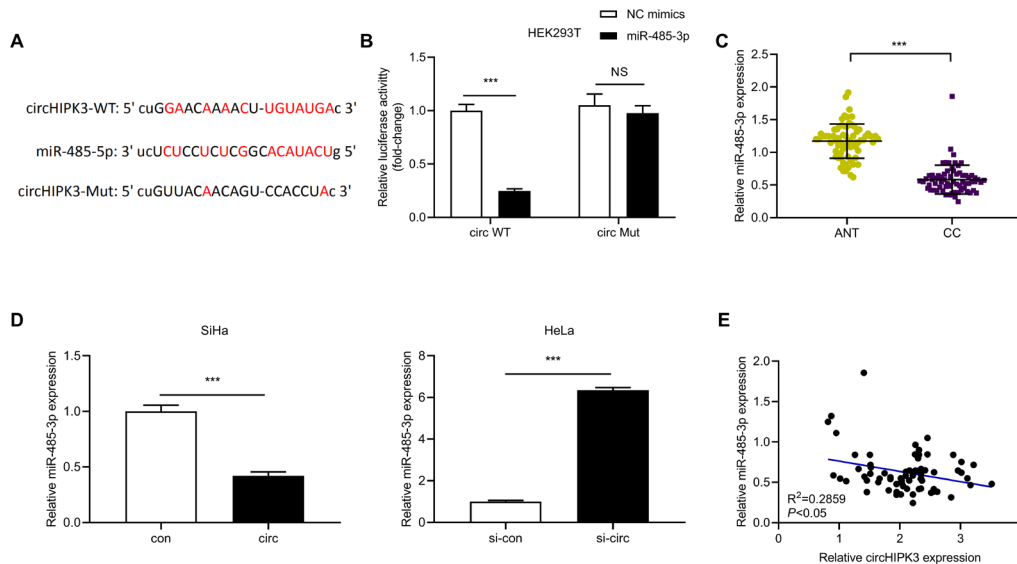 A
circHIPK3-WT: 5' cuGGAACAAAACU-UGUAUGAc 3'
miR-485-5p: 3' ucUCUCCUCUCGGCACAUACUg 5'
circHIPK3-Mut: 5' cuGUUACAACAGU-CCACCUAc 3'
B
HEK293T
NC mimics
miR-485-3p
Relative luciferase activity
(fold-change)
1.5
1.0
0.5
0.0
***
NS
circ WT
circ Mut
C
Relative miR-485-3p expression
2.5
2.0
1.5
1.0
0.5
0.0
***
ANT
CC
D
SiHa
Relative miR-485-3p expression
1.5
1.0
0.5
0.0
***
con
circ
HeLa
Relative miR-485-3p expression
8
6
4
2
0
***
si-con
si-circ
E
Relative miR-485-3p expression
2.0
1.5
1.0
0.5
0.0
R²=0.2859
P<0.05
0 1 2 3
Relative circHIPK3 expression